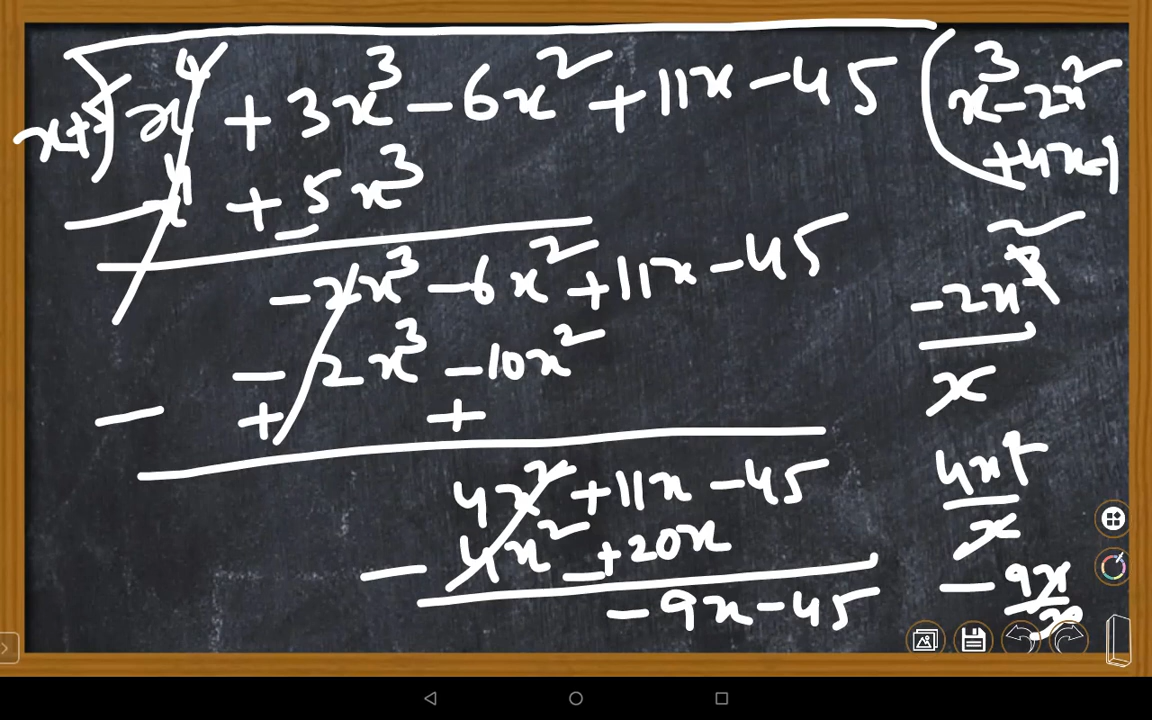 x+5) x⁴ + 3x³ - 6x² + 11x - 45 (x³ - 2x²
+4x-9
- x⁴ + 5x³
-
- 2x³ - 6x² + 11x - 45
-2x³
x
- 2x³ - 10x²
- + +
4x² + 11x - 45
4x²
x
- 4x² + 20x
-
- 9x - 45
- 9x
x